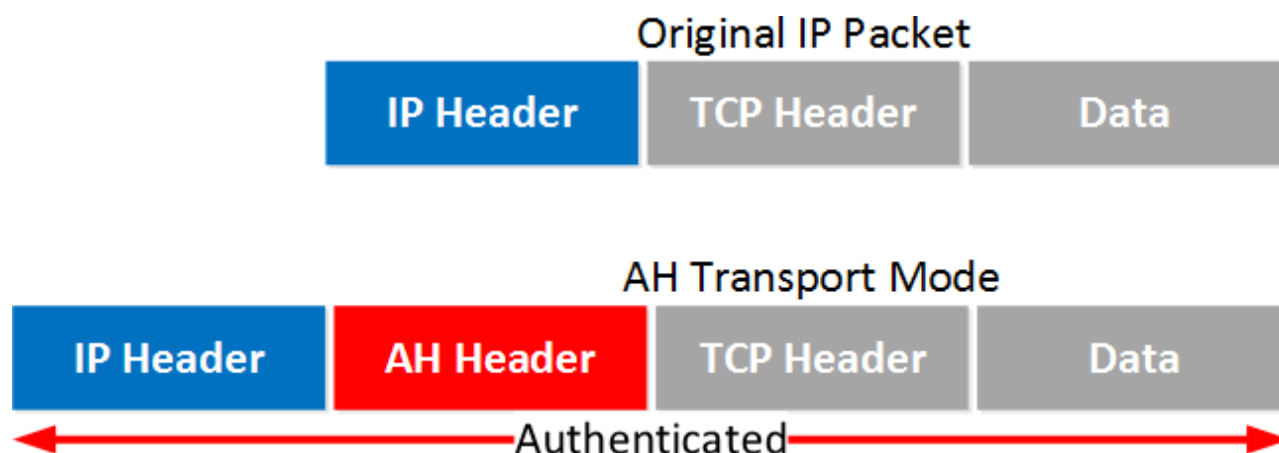 Original IP Packet
IP Header TCP Header Data
AH Transport Mode
IP Header AH Header TCP Header Data
Authenticated